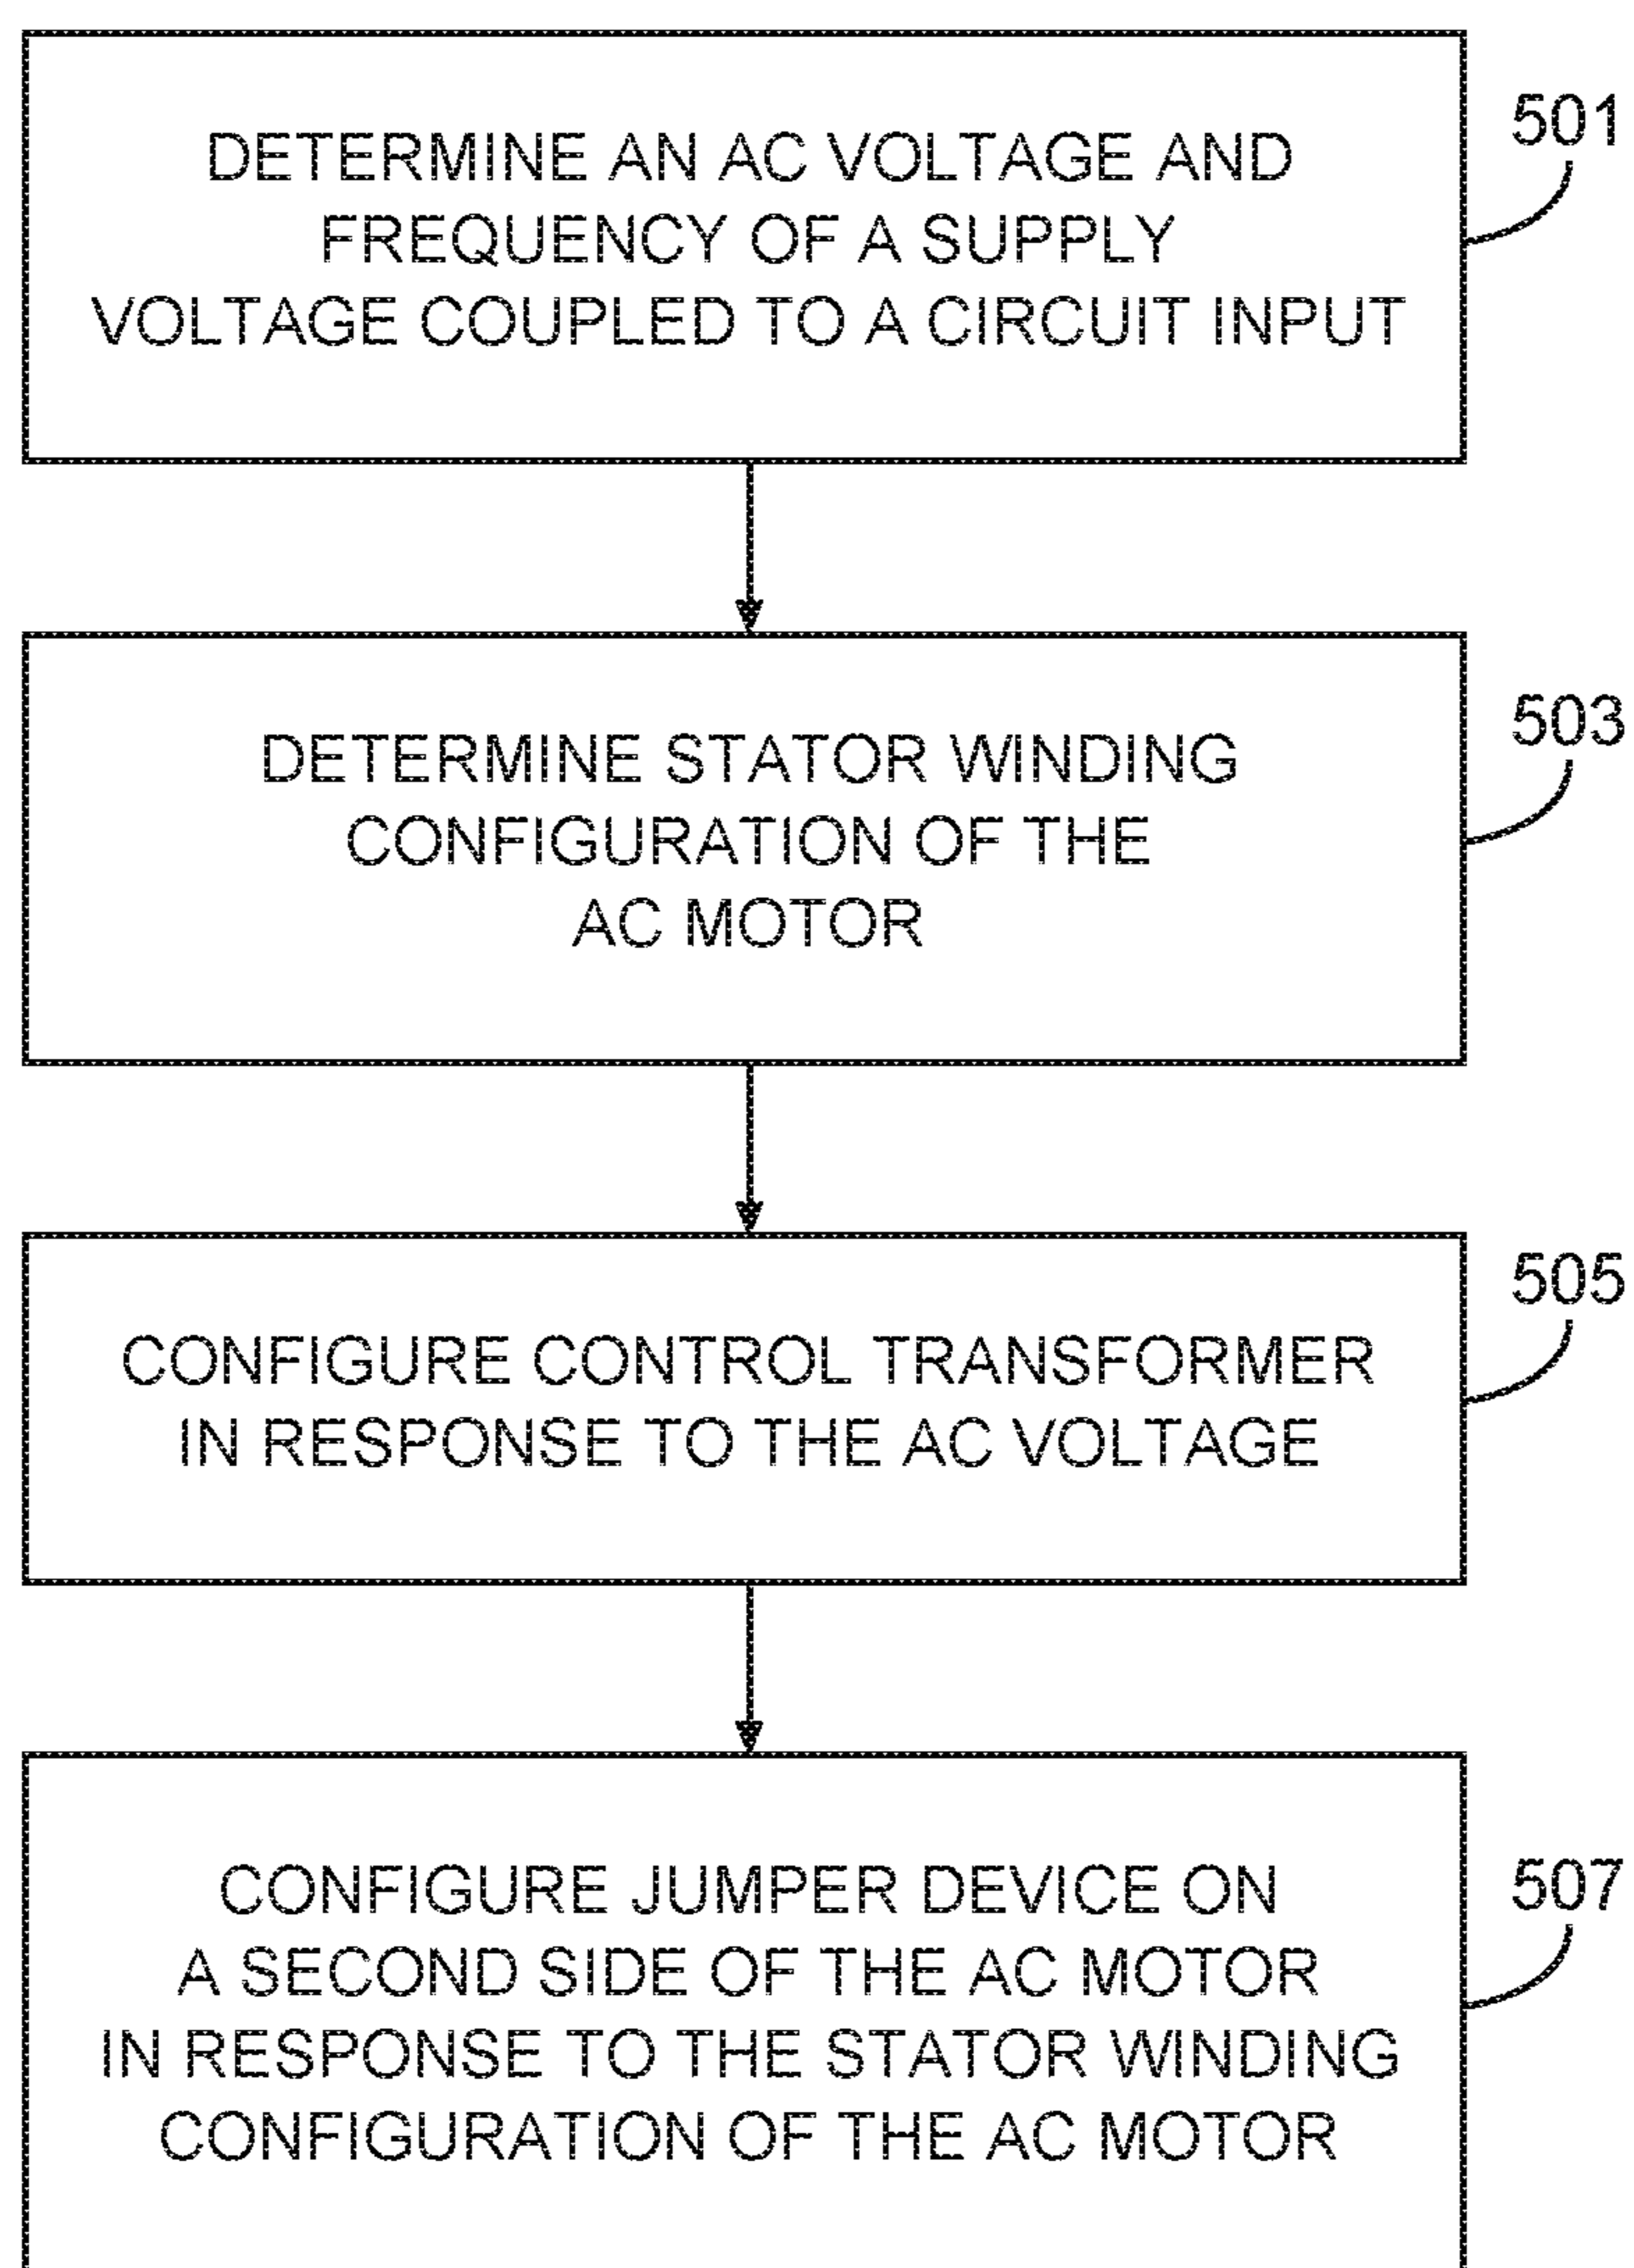 DETERMINE AN AC VOLTAGE AND
FREQUENCY OF A SUPPLY
VOLTAGE COUPLED TO A CIRCUIT INPUT
501
DETERMINE STATOR WINDING
CONFIGURATION OF THE
AC MOTOR
503
CONFIGURE CONTROL TRANSFORMER
IN RESPONSE TO THE AC VOLTAGE
505
CONFIGURE JUMPER DEVICE ON
A SECOND SIDE OF THE AC MOTOR
IN RESPONSE TO THE STATOR WINDING
CONFIGURATION OF THE AC MOTOR
507